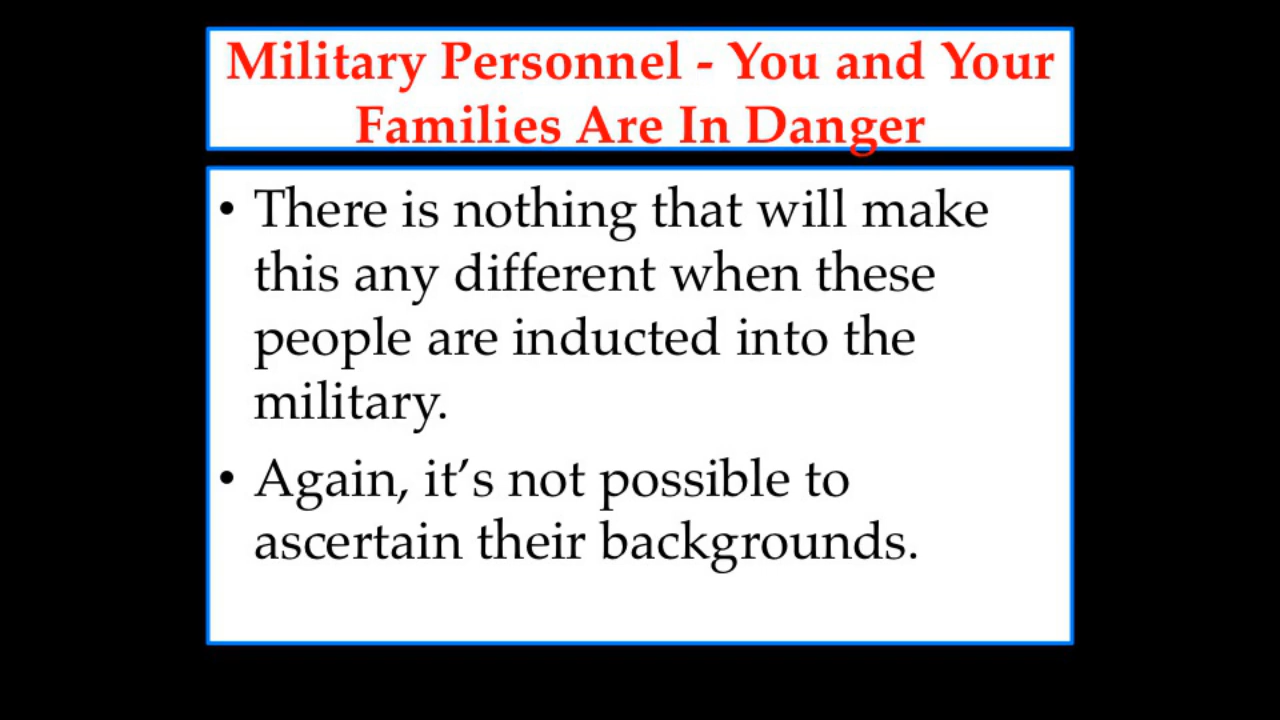 Military Personnel - You and Your
Families Are In Danger
• There is nothing that will make
this any different when these
people are inducted into the
military.
• Again, it’s not possible to
ascertain their backgrounds.